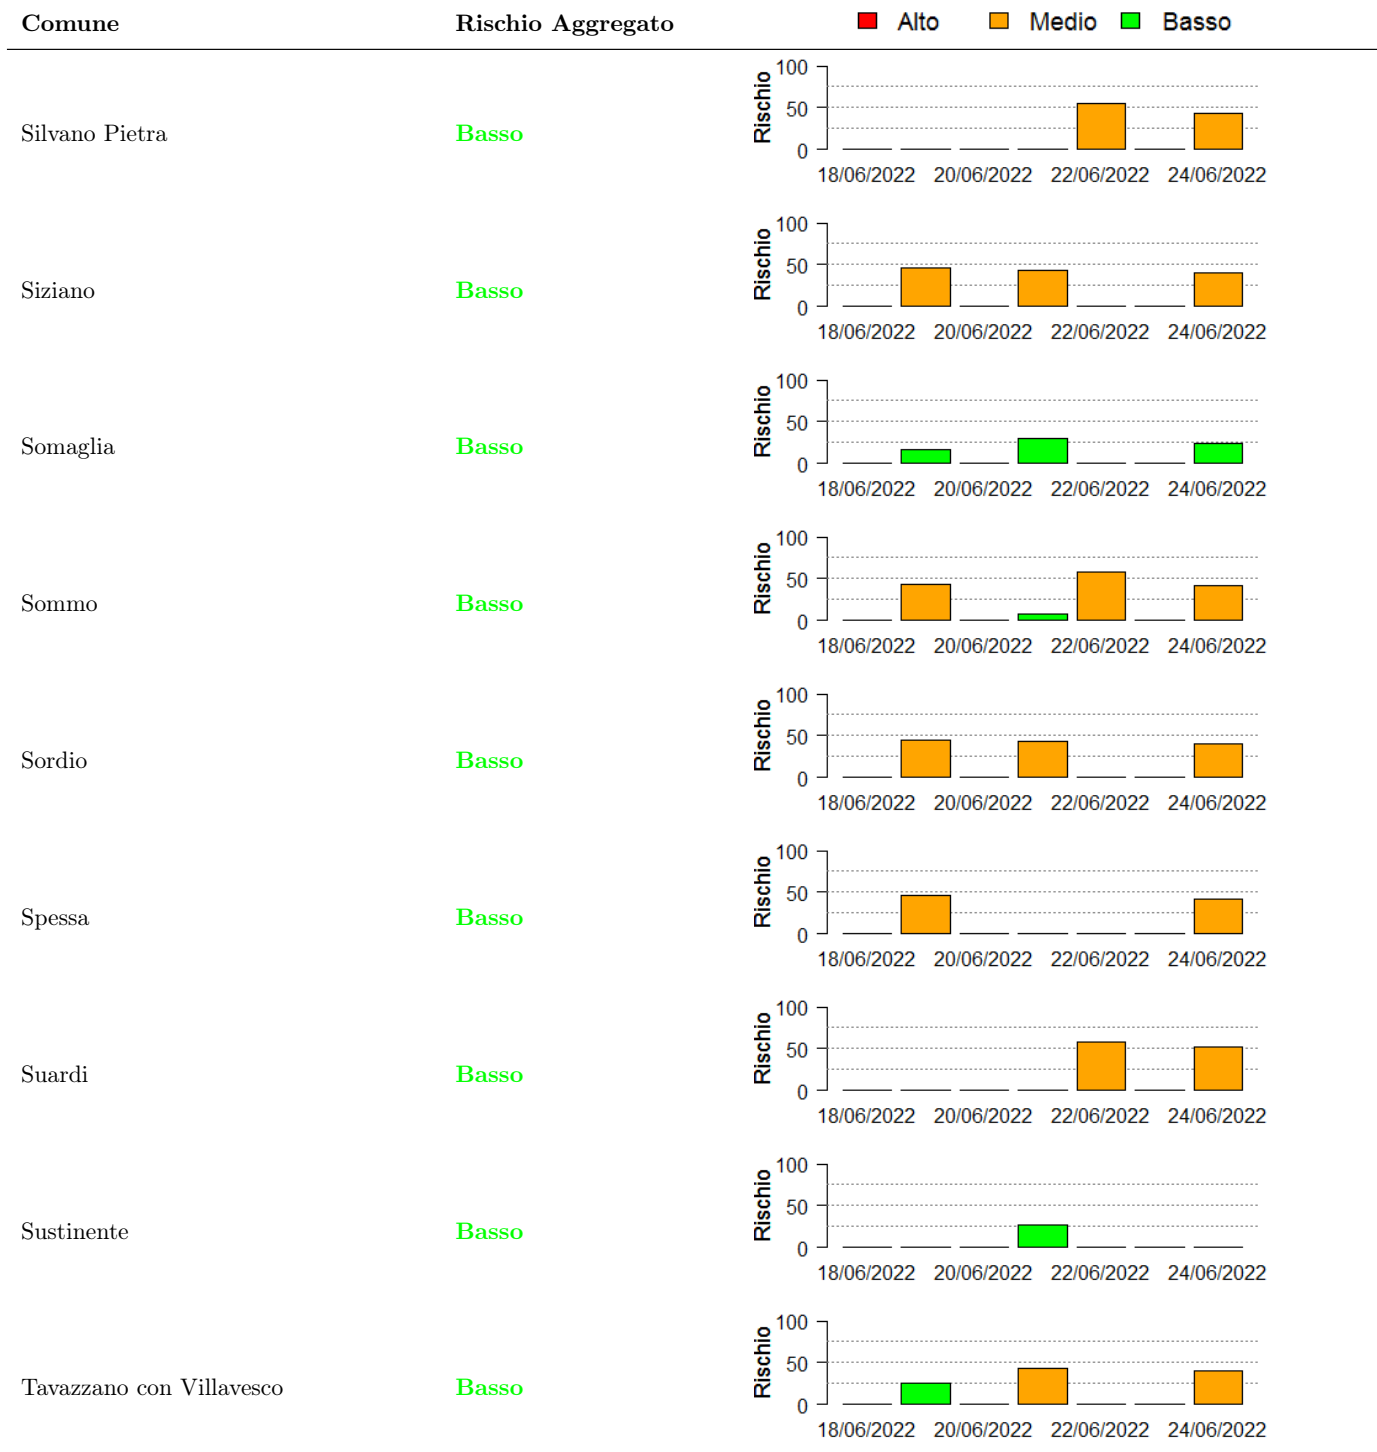 Comune Rischio Aggregato Alto Medio Basso
100
50
0
Rischio
Silvano Pietra Basso
18/06/2022 20/06/2022 22/06/2022 24/06/2022
100
50
0
Rischio
Siziano Basso
18/06/2022 20/06/2022 22/06/2022 24/06/2022
100
50
0
Rischio
Somaglia Basso
18/06/2022 20/06/2022 22/06/2022 24/06/2022
100
50
0
Rischio
Sommo Basso
18/06/2022 20/06/2022 22/06/2022 24/06/2022
100
50
0
Rischio
Sordio Basso
18/06/2022 20/06/2022 22/06/2022 24/06/2022
100
50
0
Rischio
Spessa Basso
18/06/2022 20/06/2022 22/06/2022 24/06/2022
100
50
0
Rischio
Suardi Basso
18/06/2022 20/06/2022 22/06/2022 24/06/2022
100
50
0
Rischio
Sustinente Basso
18/06/2022 20/06/2022 22/06/2022 24/06/2022
100
50
0
Rischio
Tavazzano con Villavesco Basso
18/06/2022 20/06/2022 22/06/2022 24/06/2022